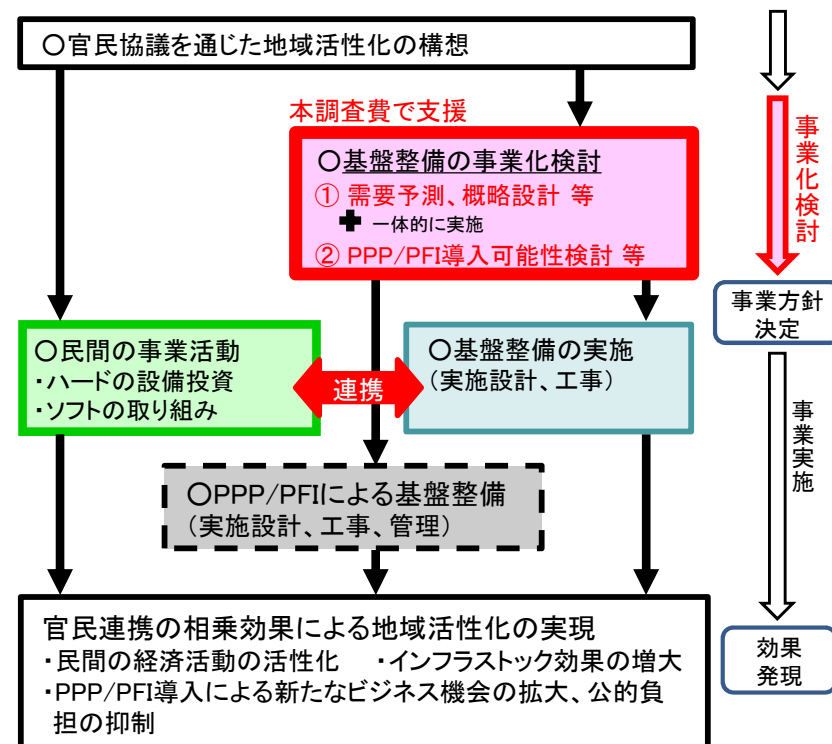 ○官民協議を通じた地域活性化の構想
本調査費で支援
○基盤整備の事業化検討
① 需要予測、概略設計 等
✚ 一体的に実施
② PPP/PFI導入可能性検討 等
事業化検討
事業方針
決定
○民間の事業活動
・ハードの設備投資
・ソフトの取り組み
連携
○基盤整備の実施
(実施設計、工事)
事業実施
○PPP/PFIによる基盤整備
(実施設計、工事、管理)
官民連携の相乗効果による地域活性化の実現
・民間の経済活動の活性化 ・インフラストック効果の増大
・PPP/PFI導入による新たなビジネス機会の拡大、公的負
担の抑制
効果
発現